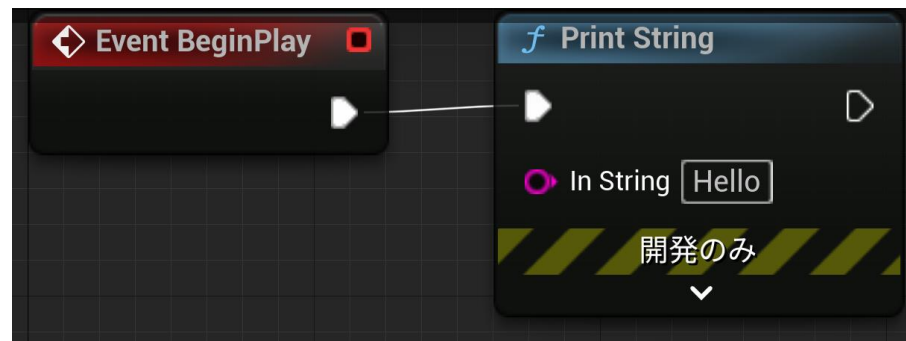 Event BeginPlay
f Print String
In String Hello
開発のみ